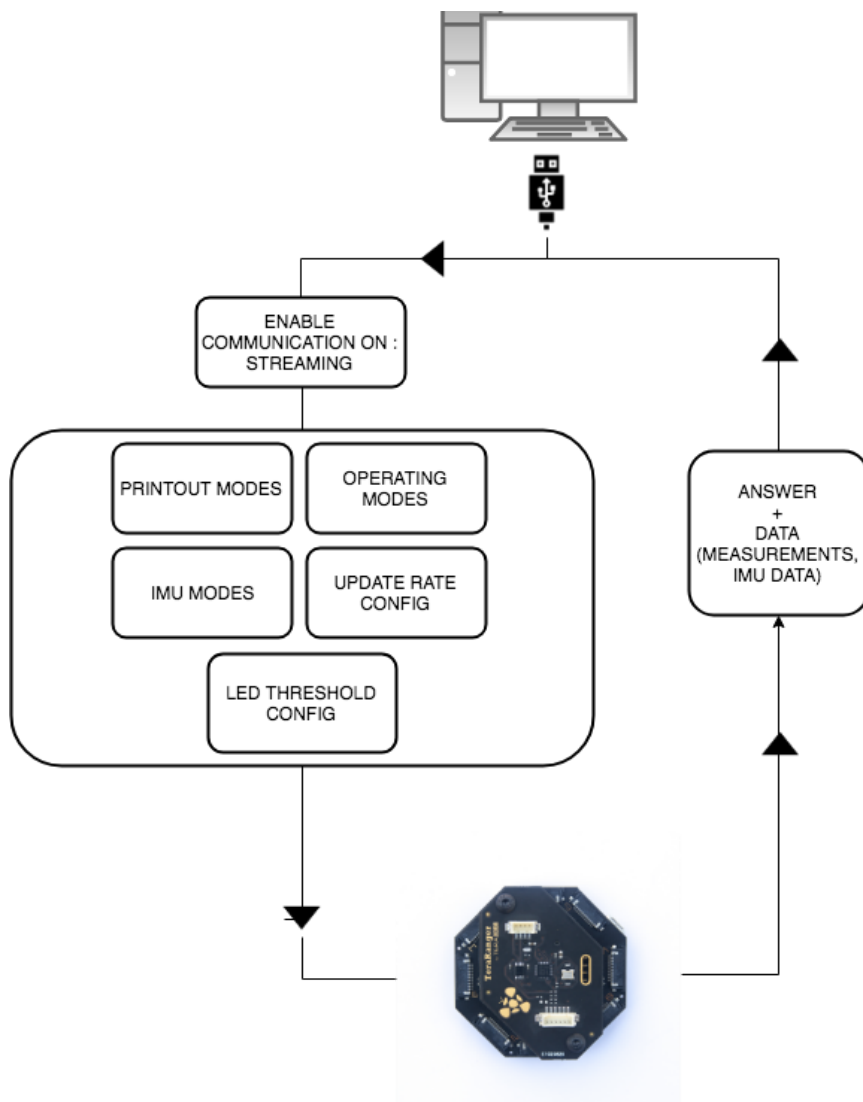 ENABLE
COMMUNICATION ON :
STREAMING
PRINTOUT MODES
OPERATING
MODES
IMU MODES
UPDATE RATE
CONFIG
LED THRESHOLD
CONFIG
ANSWER
+
DATA
(MEASUREMENTS,
IMU DATA)
TeraRanger